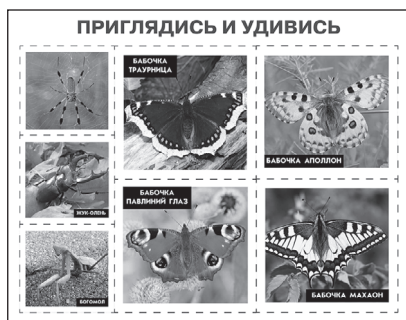 ПРИГЛЯДИСЬ И УДИВИСЬ
БАБОЧКА
ТРАУРНИЦА
БАБОЧКА АПОЛЛОН
ЖУК-ОЛЕНЬ
БАБОЧКА
ПАВЛИНИЙ ГЛАЗ
БОГОМОЛ
БАБОЧКА МАХАОН